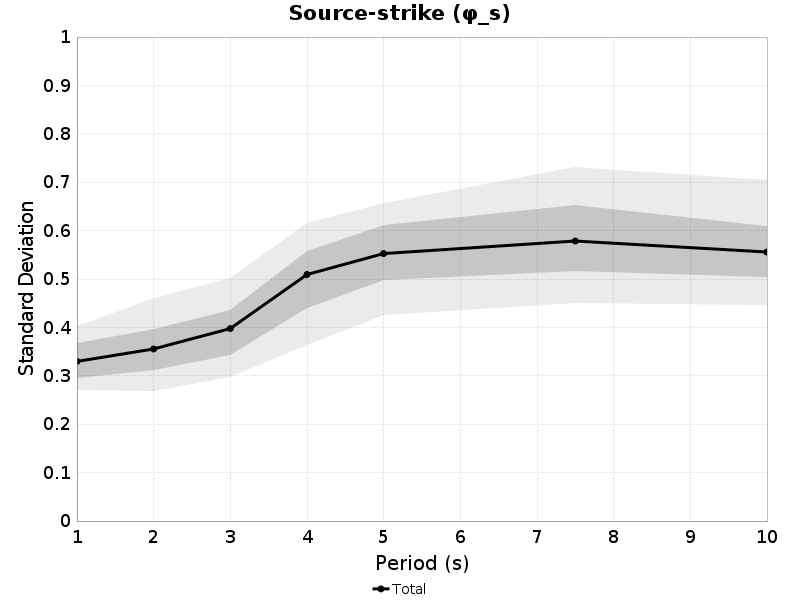 Source-strike (φ_s)
Standard Deviation
1
0.9
0.8
0.7
0.6
0.5
0.4
0.3
0.2
0.1
0
1 2 3 4 5 6 7 8 9 10
Period (s)
Total